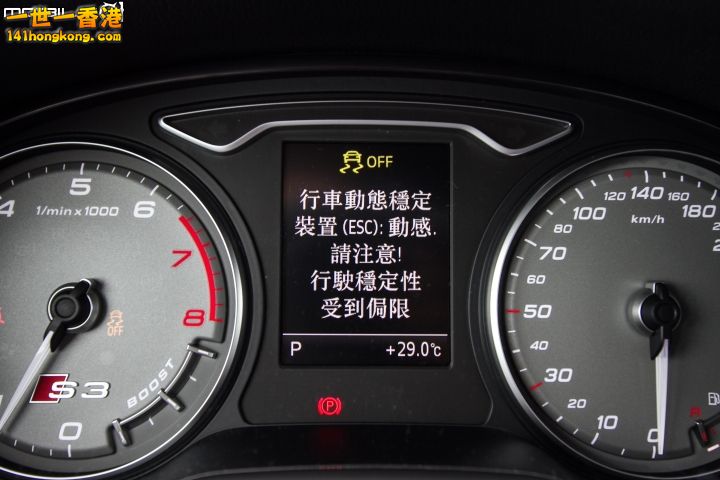 一世一香港
141hongkong.com
OFF
行車動態穩定
裝置(ESC): 動感.
請注意!
行駛穩定性
受到侷限
P +29.0°C
4 5 6 7 8
1/min x 1000
OFF
S3
BOOST
0
(P)
0 10 20 30 40 50 60 70 80 100 120 140 160 180
km/h
R